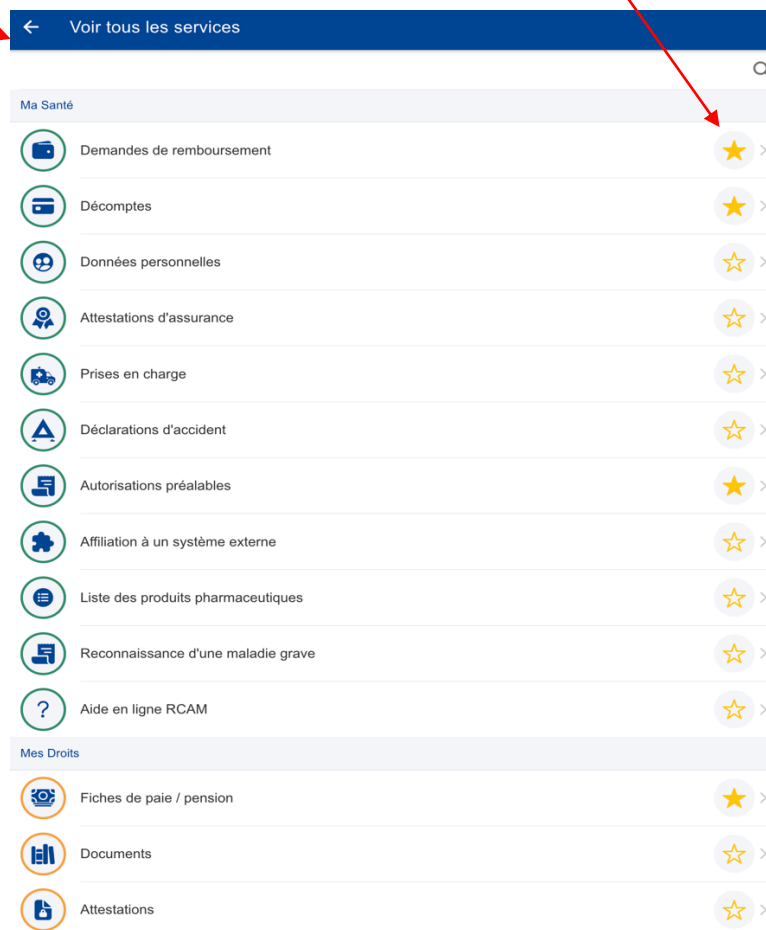 Voir tous les services
Ma Santé
Demandes de remboursement
Décomptes
Données personnelles
Attestations d'assurance
Prises en charge
Déclarations d'accident
Autorisations préalables
Affiliation à un système externe
Liste des produits pharmaceutiques
Reconnaissance d'une maladie grave
? Aide en ligne RCAM
Mes Droits
Fiches de paie / pension
Documents
Attestations